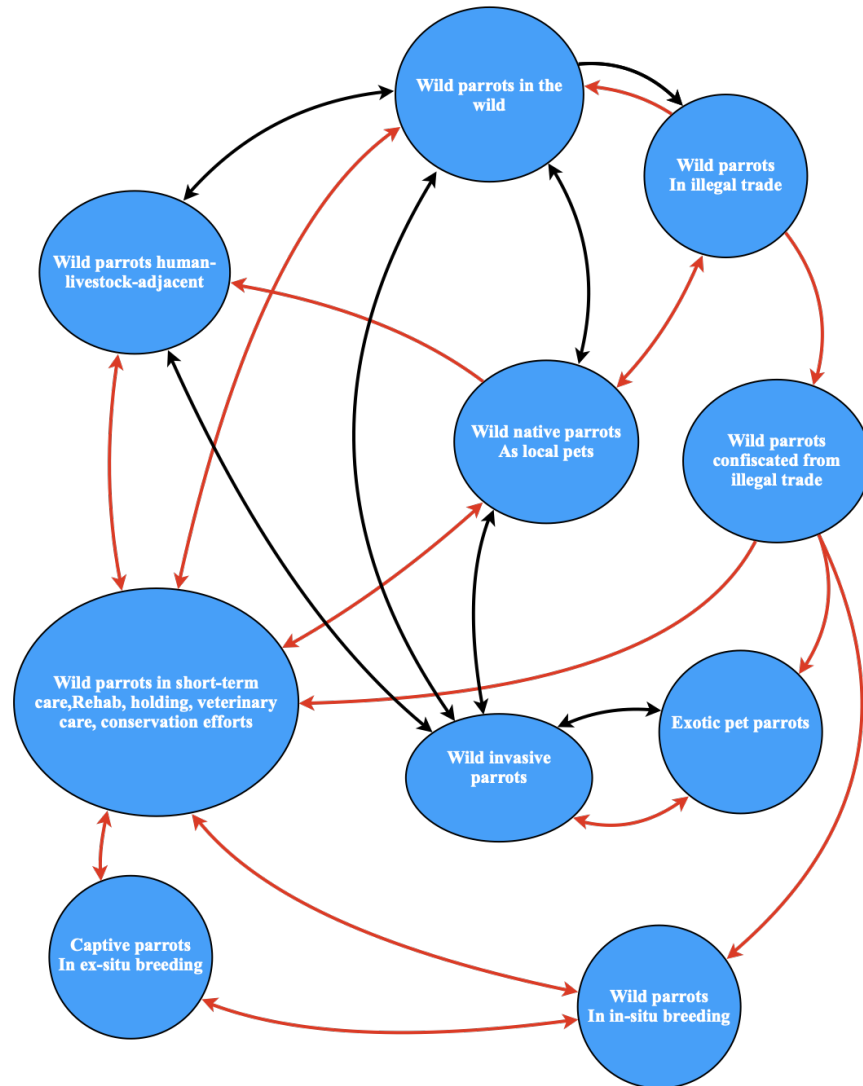 Wild parrots in the
wild
Wild parrots
In illegal trade
Wild parrots human-
livestock-adjacent
Wild native parrots
As local pets
Wild parrots
confiscated from
illegal trade
Wild parrots in short-term
care,Rehab, holding, veterinary
care, conservation efforts
Exotic pet parrots
Wild invasive
parrots
Captive parrots
In ex-situ breeding
Wild parrots
In in-situ breeding